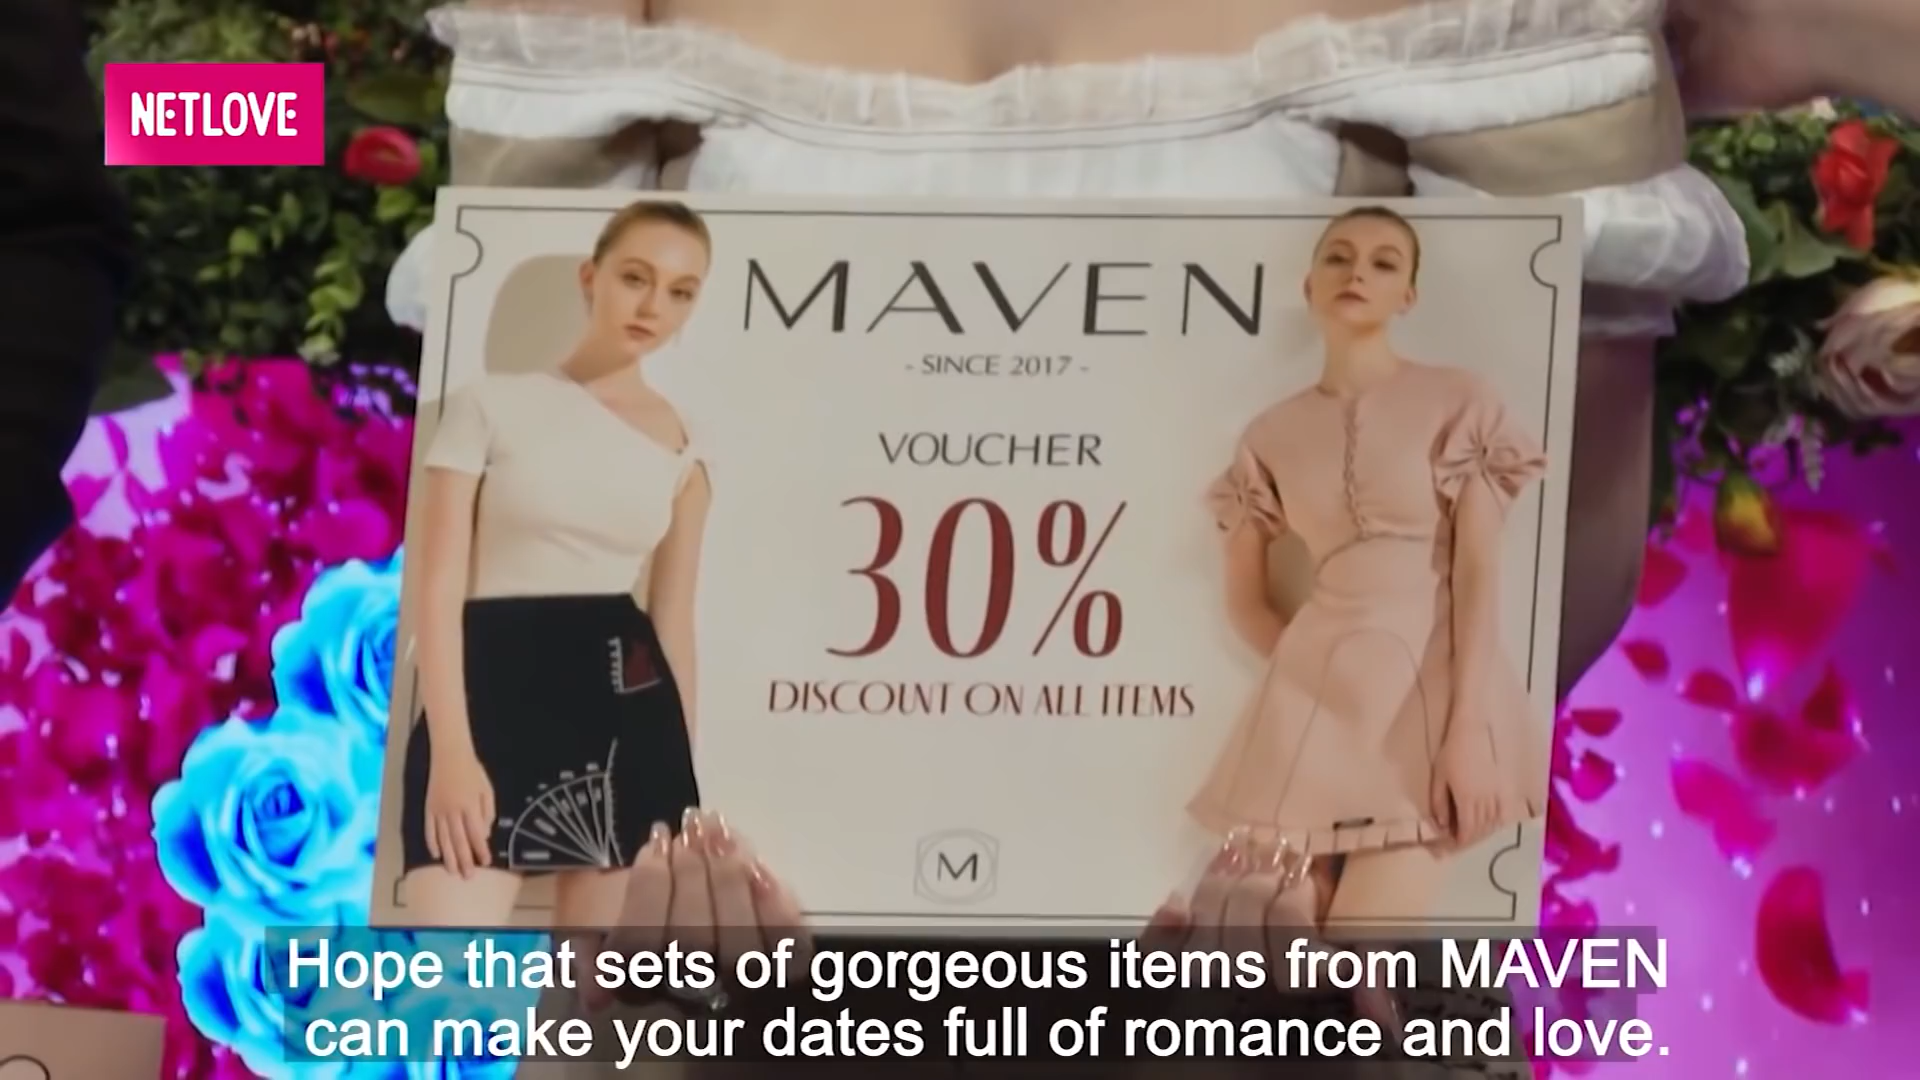 NETLOVE
MAVEN
- SINCE 2017 -
VOUCHER
30%
DISCOUNT ON ALL ITEMS
M
Hope that sets of gorgeous items from MAVEN
can make your dates full of romance and love.